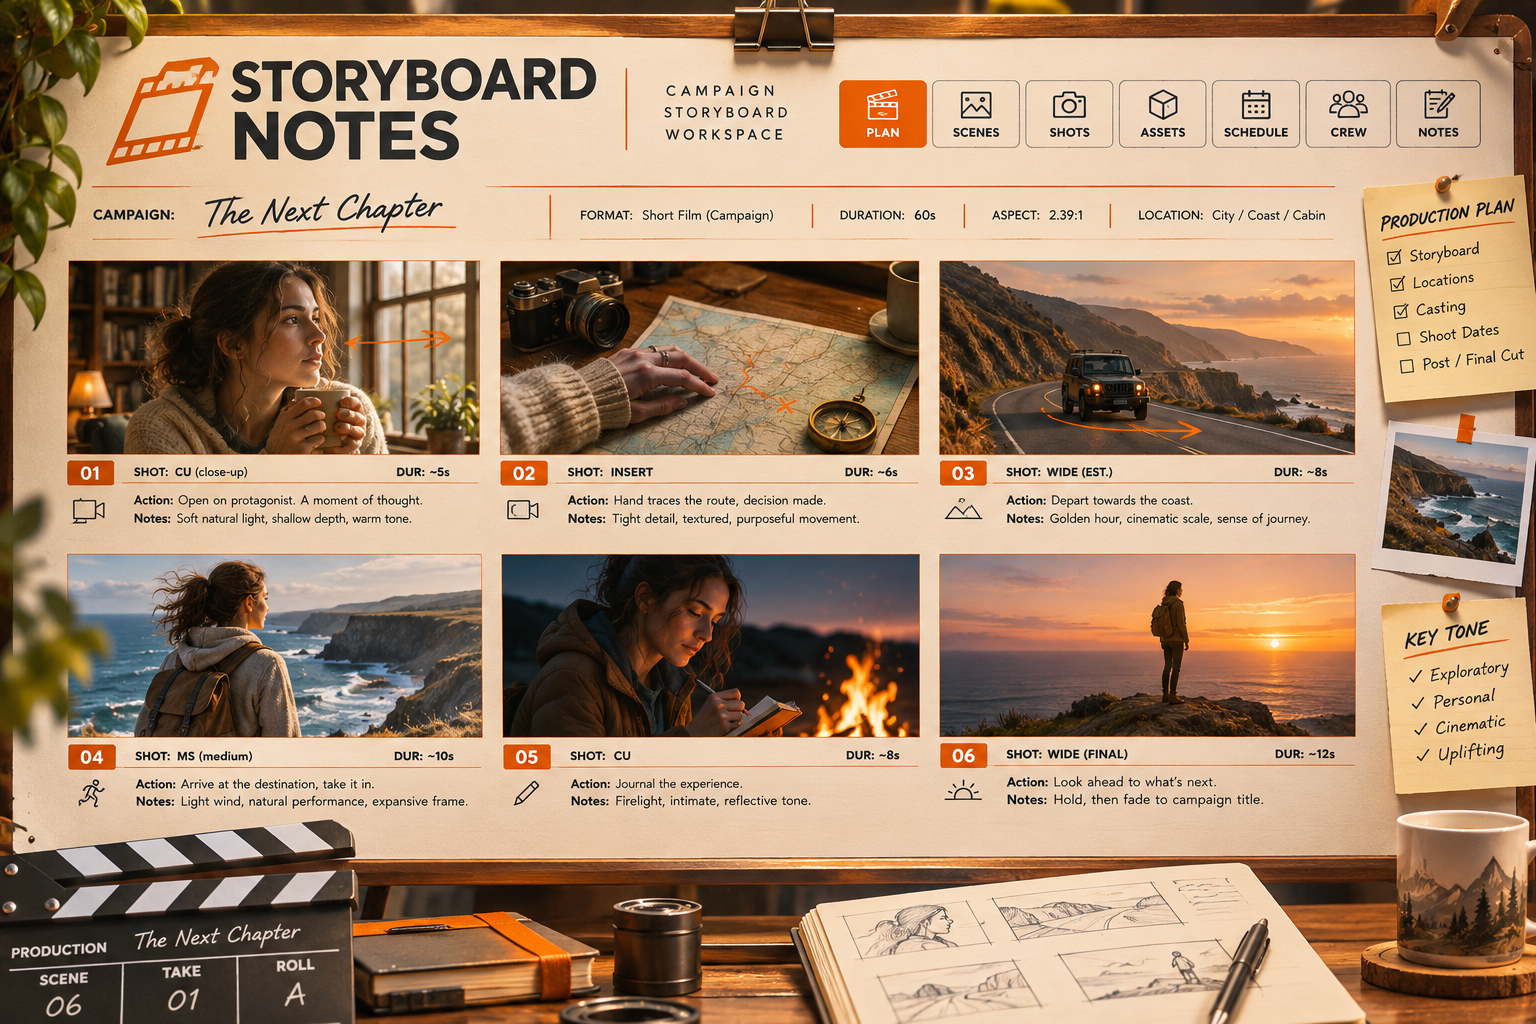 STORYBOARD
NOTES
CAMPAIGN
STORYBOARD
WORKSPACE
PLAN
SCENES
SHOTS
ASSETS
SCHEDULE
CREW
NOTES
CAMPAIGN: The Next Chapter
FORMAT: Short Film (Campaign)
DURATION: 60s
ASPECT: 2.39:1
LOCATION: City / Coast / Cabin
01 SHOT: CU (close-up) DUR: ~5s
Action: Open on protagonist. A moment of thought.
Notes: Soft natural light, shallow depth, warm tone.
02 SHOT: INSERT DUR: ~6s
Action: Hand traces the route, decision made.
Notes: Tight detail, textured, purposeful movement.
03 SHOT: WIDE (EST.) DUR: ~8s
Action: Depart towards the coast.
Notes: Golden hour, cinematic scale, sense of journey.
04 SHOT: MS (medium) DUR: ~10s
Action: Arrive at the destination, take it in.
Notes: Light wind, natural performance, expansive frame.
05 SHOT: CU DUR: ~8s
Action: Journal the experience.
Notes: Firelight, intimate, reflective tone.
06 SHOT: WIDE (FINAL) DUR: ~12s
Action: Look ahead to what's next.
Notes: Hold, then fade to campaign title.
PRODUCTION PLAN
Storyboard
Locations
Casting
Shoot Dates
Post / Final Cut
KEY TONE
Exploratory
Personal
Cinematic
Uplifting
PRODUCTION The Next Chapter
SCENE TAKE ROLL
06 01 A